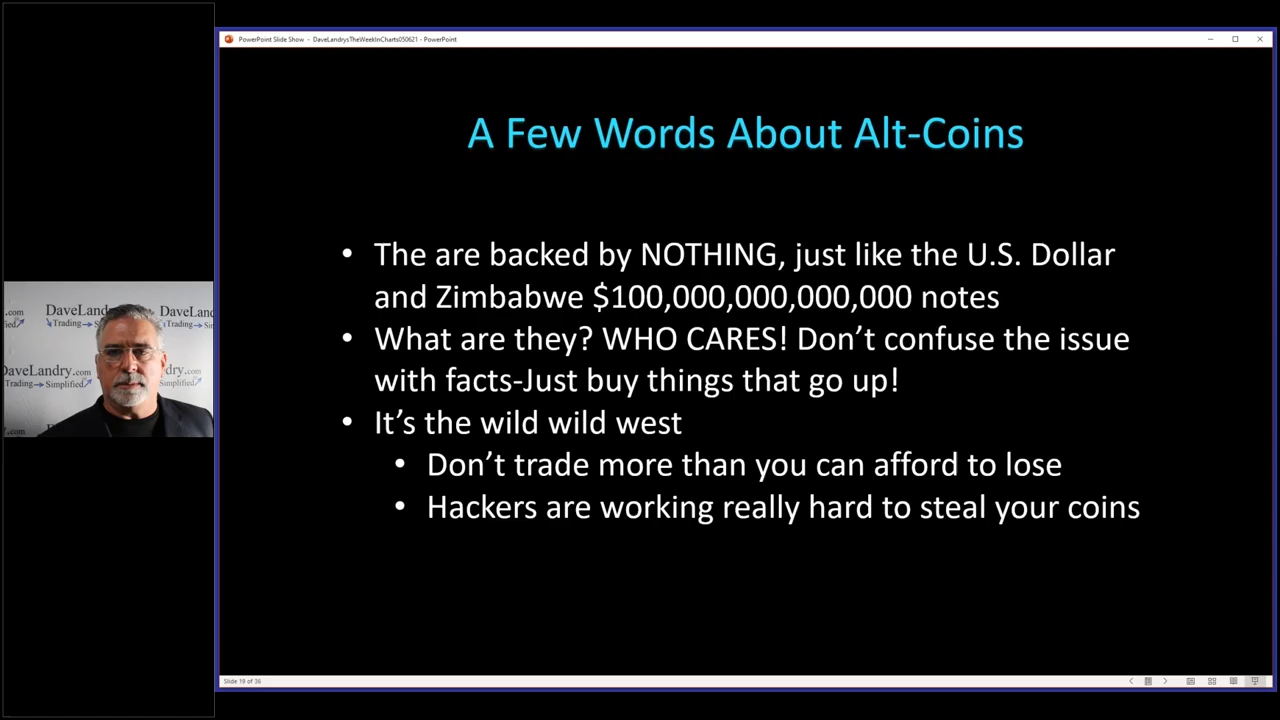 PowerPoint Slide Show - DaveLandrysTheWeekInCharts050621 - PowerPoint
A Few Words About Alt-Coins
• The are backed by NOTHING, just like the U.S. Dollar
and Zimbabwe $100,000,000,000,000 notes
• What are they? WHO CARES! Don’t confuse the issue
with facts-Just buy things that go up!
• It’s the wild wild west
• Don’t trade more than you can afford to lose
• Hackers are working really hard to steal your coins
.com DaveLandry
Trading Simplified
DaveLandry.com
Trading Simplified
Slide 19 of 36